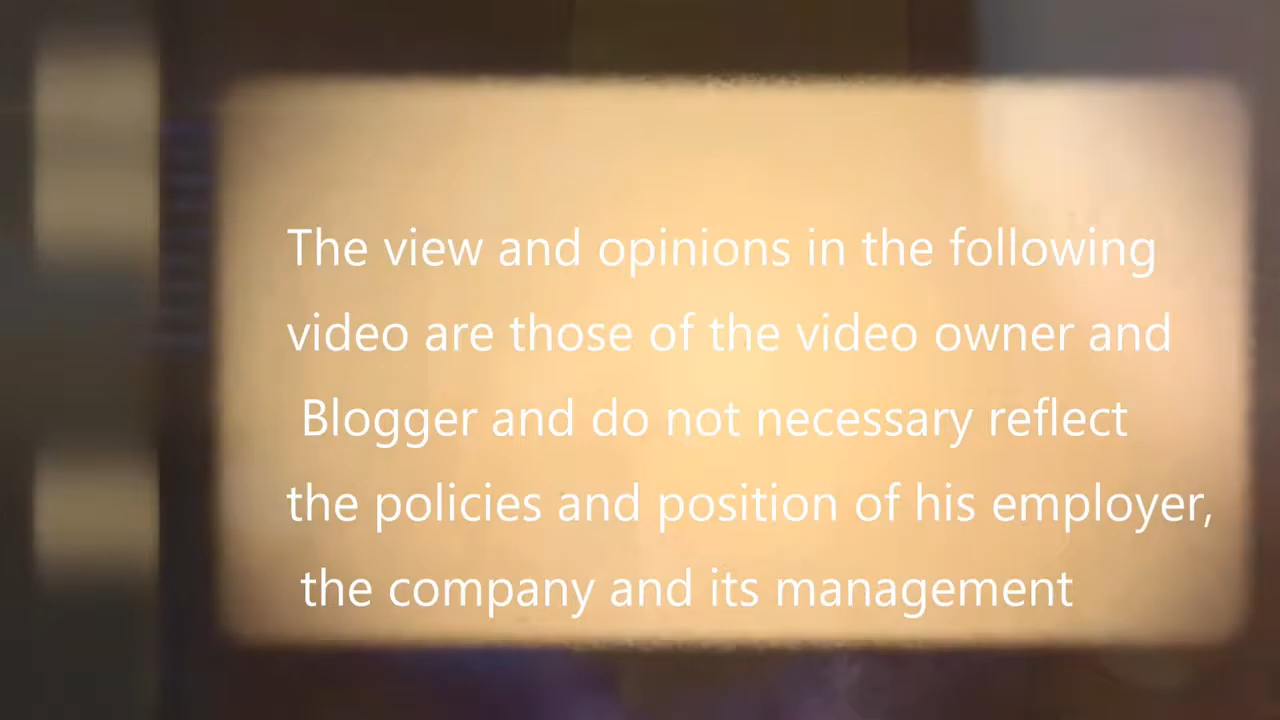 The view and opinions in the following
video are those of the video owner and
Blogger and do not necessary reflect
the policies and position of his employer,
the company and its management